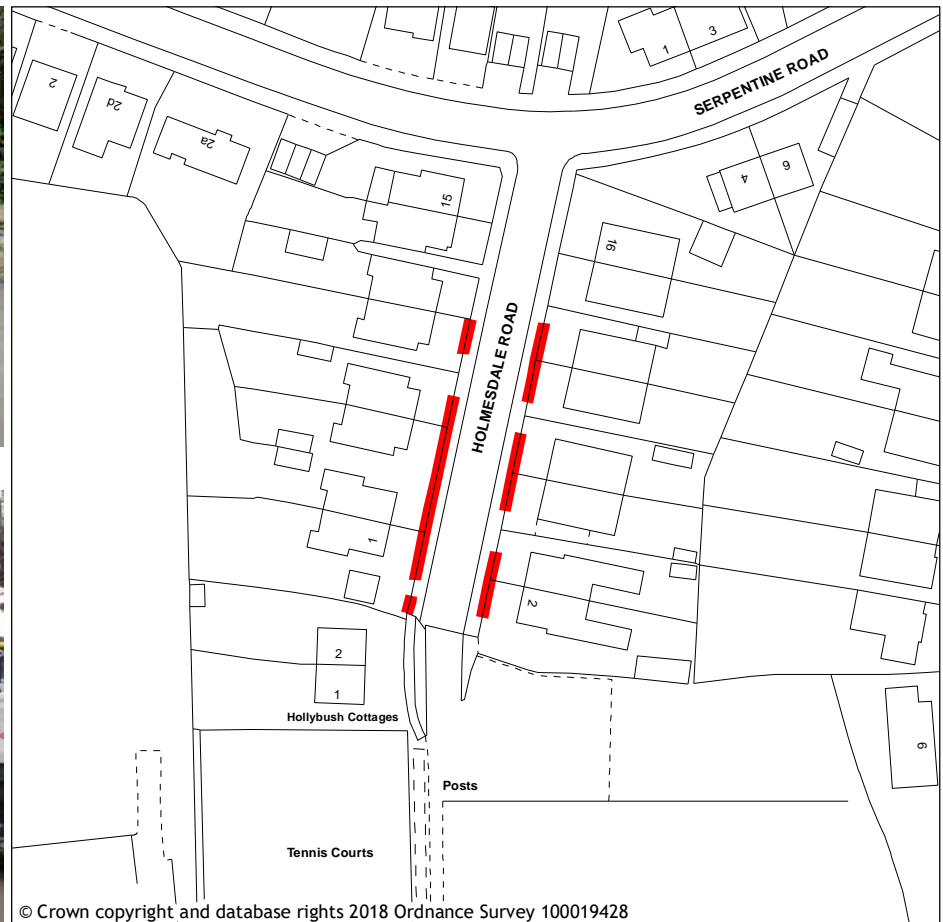 1
3
SERPENTINE ROAD
2
2d
2a
15
6
4
16
HOLMESDALE ROAD
1
2
2
1
Hollybush Cottages
6
Posts
Tennis Courts
© Crown copyright and database rights 2018 Ordnance Survey 100019428